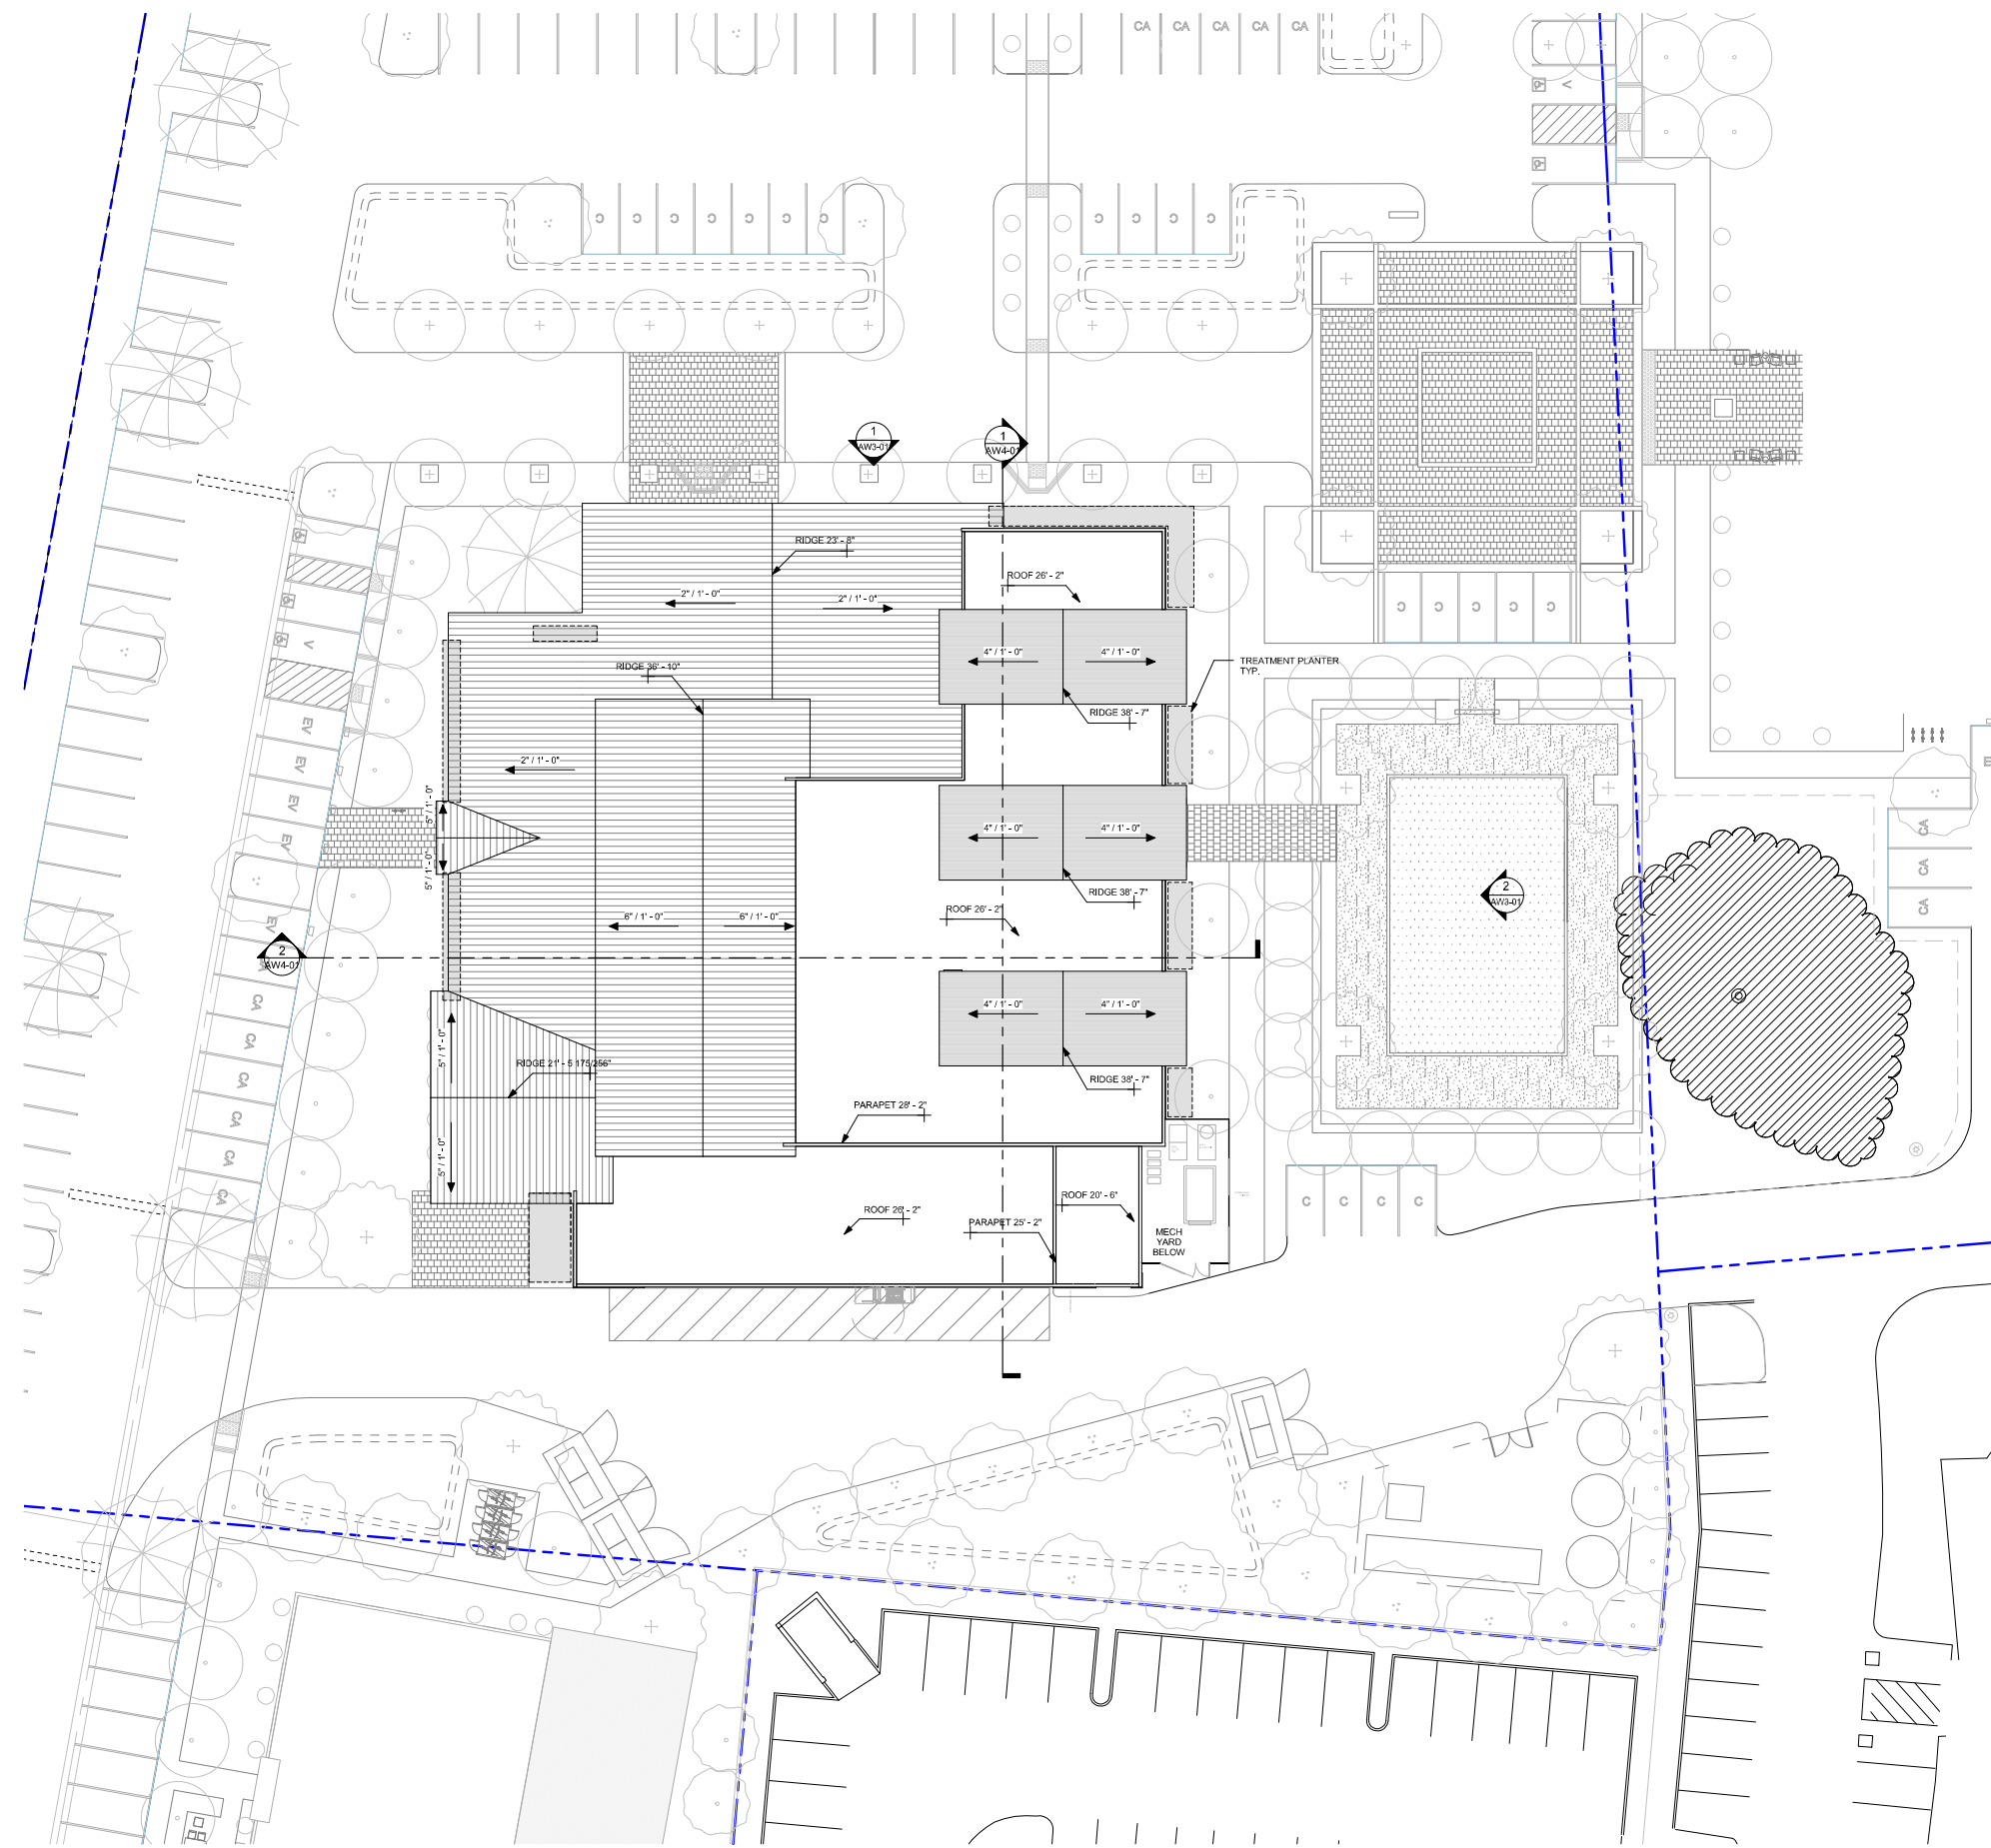 CA CA CA CA CA
V
C C C C C C C
C C C C
1
AW3-01
1
AW4-01
RIDGE 23' - 8"
ROOF 26' - 2"
2" / 1' - 0"
2" / 1' - 0"
C C C C C
V
4" / 1' - 0"
4" / 1' - 0"
TREATMENT PLANTER
TYP.
RIDGE 36' - 10"
RIDGE 38' - 7"
EV
EV
EV
EV
EV
2" / 1' - 0"
5" / 1' - 0"
5" / 1' - 0"
4" / 1' - 0"
4" / 1' - 0"
RIDGE 38' - 7"
CA
CA
CA
2
AW3-01
6" / 1' - 0"
6" / 1' - 0"
ROOF 26' - 2"
2
AW4-01
CA
CA
CA
CA
CA
CA
4" / 1' - 0"
4" / 1' - 0"
5" / 1' - 0"
RIDGE 21' - 5 175/256"
RIDGE 38' - 7"
PARAPET 28' - 2"
5" / 1' - 0"
ROOF 26' - 2"
PARAPET 25' - 2"
ROOF 20' - 6"
MECH
YARD
BELOW
C C C C